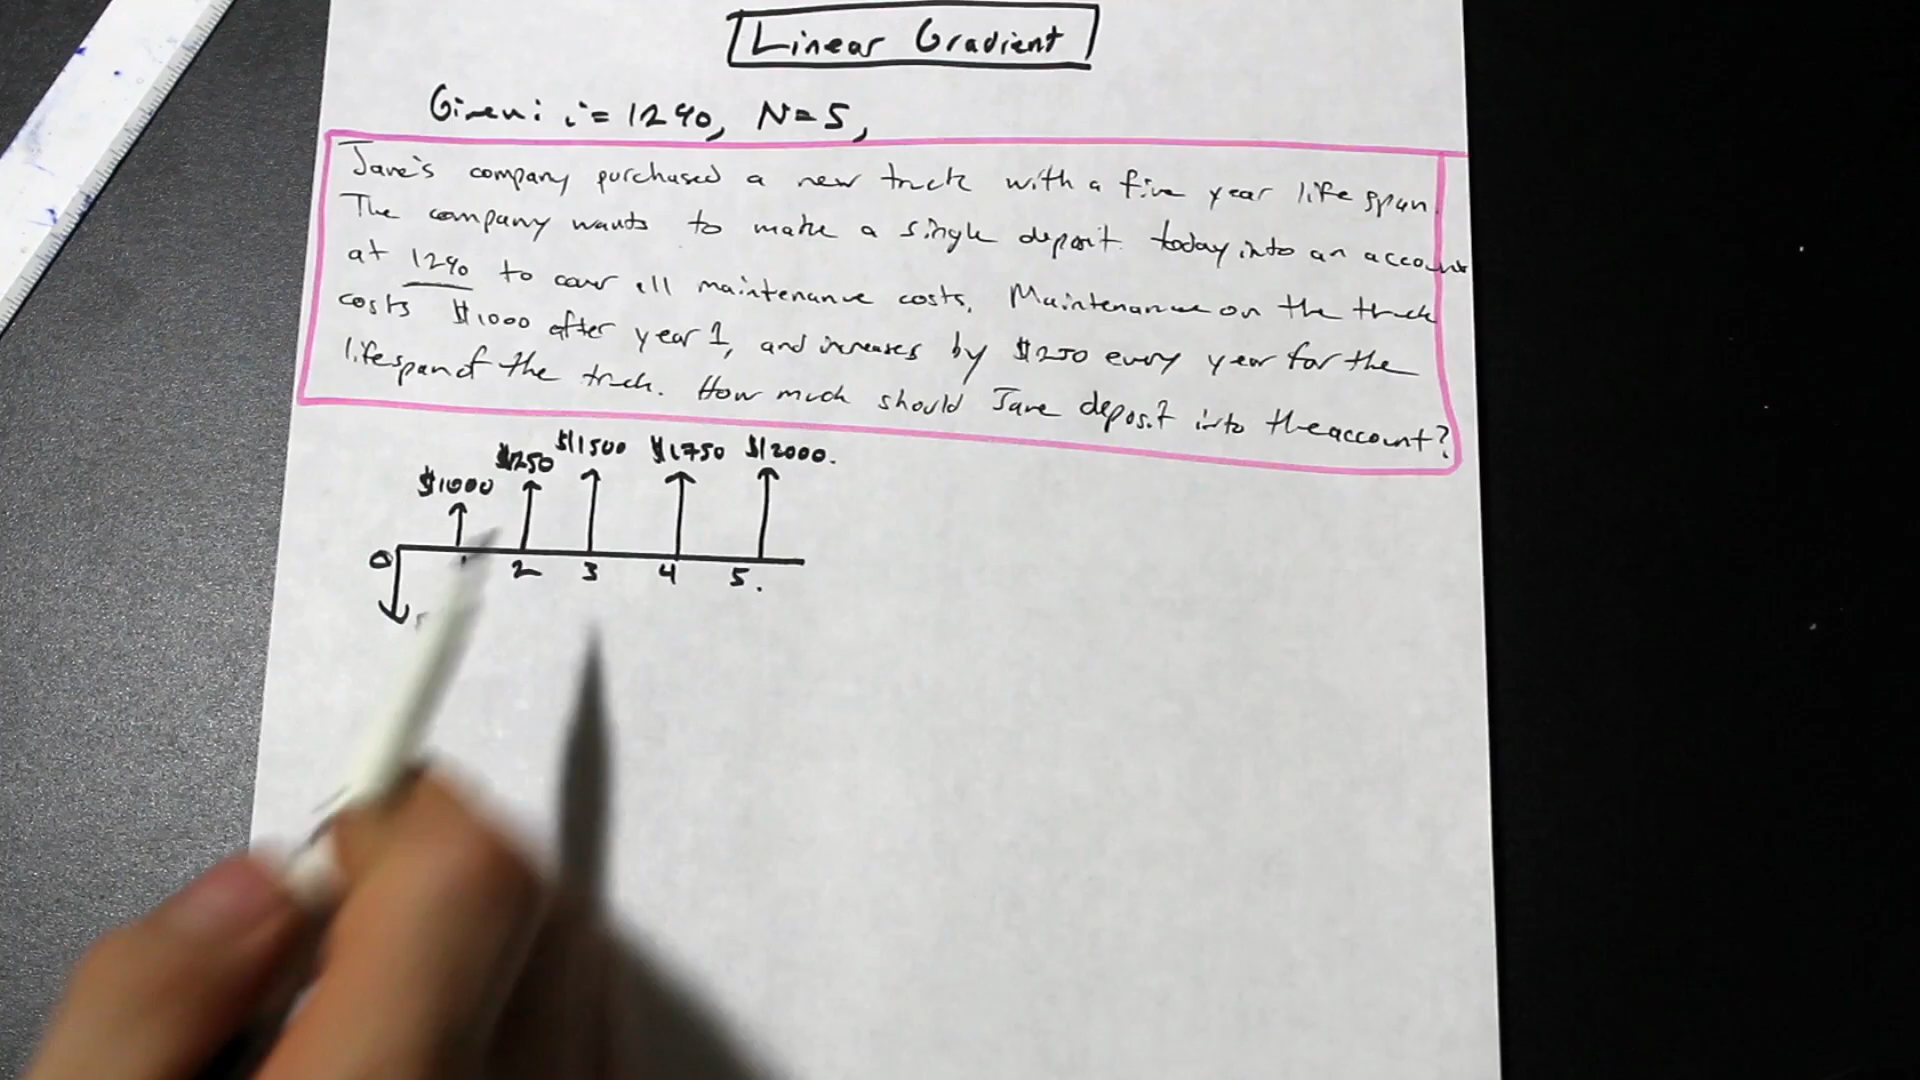 Linear Gradient
Given: i = 12%, N=5,
Jane's company purchased a new truck with a five year life span.
The company wants to make a single deposit today into an account
at 12% to cover all maintenance costs. Maintenance on the truck
costs $1000 after year 1, and increases by $250 every year for the
lifespan of the truck. How much should Jane deposit into the account?
$1000 $1250 $1500 $1750 $2000.
0 1 2 3 4 5.